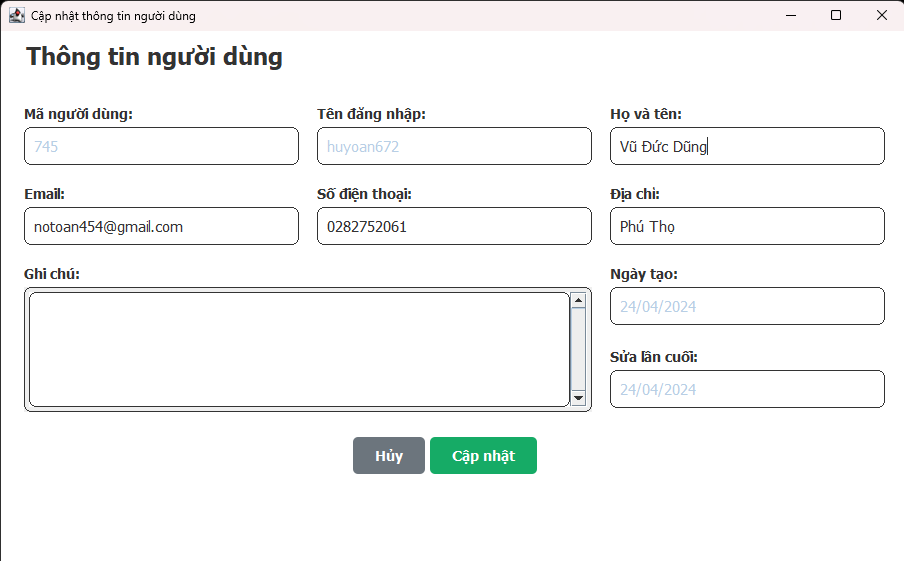 Cập nhật thông tin người dùng
Thông tin người dùng
Mã người dùng: Tên đăng nhập: Họ và tên:
745 huyoan672 Vũ Đức Dũng
Email: Số điện thoại: Địa chỉ:
notoan454@gmail.com 0282752061 Phú Thọ
Ghi chú: Ngày tạo:
24/04/2024
Sửa lần cuối:
24/04/2024
Hủy Cập nhật